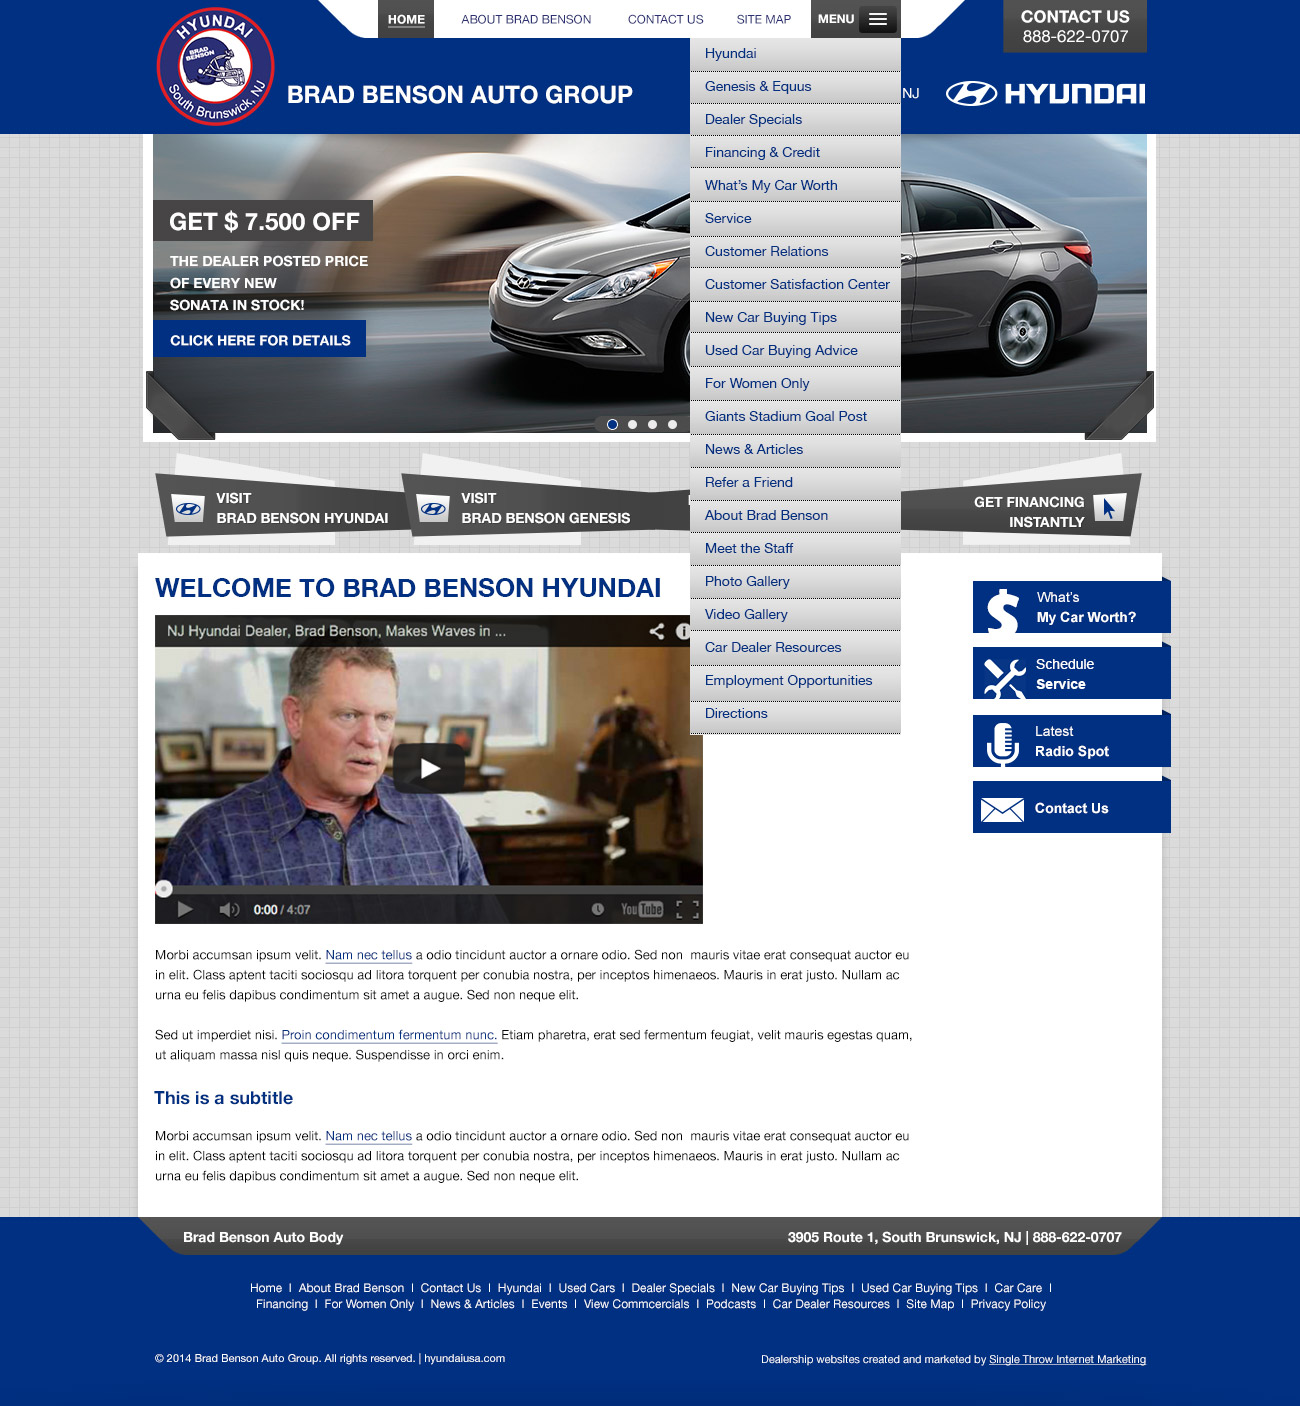 HOME
ABOUT BRAD BENSON
CONTACT US
SITE MAP
MENU
CONTACT US
888-622-0707
HYUNDAI
BRAD
BENSON
South Brunswick, NJ
BRAD BENSON AUTO GROUP
NJ
HYUNDAI
Hyundai
Genesis & Equus
Dealer Specials
Financing & Credit
What's My Car Worth
Service
Customer Relations
Customer Satisfaction Center
New Car Buying Tips
Used Car Buying Advice
For Women Only
Giants Stadium Goal Post
News & Articles
Refer a Friend
About Brad Benson
Meet the Staff
Photo Gallery
Video Gallery
Car Dealer Resources
Employment Opportunities
Directions
GET $ 7.500 OFF
THE DEALER POSTED PRICE
OF EVERY NEW
SONATA IN STOCK!
CLICK HERE FOR DETAILS
VISIT
BRAD BENSON HYUNDAI
VISIT
BRAD BENSON GENESIS
GET FINANCING
INSTANTLY
WELCOME TO BRAD BENSON HYUNDAI
NJ Hyundai Dealer, Brad Benson, Makes Waves in ...
0:00 / 4:07
YouTube
What's
My Car Worth?
Schedule
Service
Latest
Radio Spot
Contact Us
Morbi accumsan ipsum velit. Nam nec tellus a odio tincidunt auctor a ornare odio. Sed non  mauris vitae erat consequat auctor eu
in elit. Class aptent taciti sociosqu ad litora torquent per conubia nostra, per inceptos himenaeos. Mauris in erat justo. Nullam ac
urna eu felis dapibus condimentum sit amet a augue. Sed non neque elit.
Sed ut imperdiet nisi. Proin condimentum fermentum nunc. Etiam pharetra, erat sed fermentum feugiat, velit mauris egestas quam,
ut aliquam massa nisl quis neque. Suspendisse in orci enim.
This is a subtitle
Morbi accumsan ipsum velit. Nam nec tellus a odio tincidunt auctor a ornare odio. Sed non  mauris vitae erat consequat auctor eu
in elit. Class aptent taciti sociosqu ad litora torquent per conubia nostra, per inceptos himenaeos. Mauris in erat justo. Nullam ac
urna eu felis dapibus condimentum sit amet a augue. Sed non neque elit.
Brad Benson Auto Body
3905 Route 1, South Brunswick, NJ | 888-622-0707
Home | About Brad Benson | Contact Us | Hyundai | Used Cars | Dealer Specials | New Car Buying Tips | Used Car Buying Tips | Car Care |
Financing | For Women Only | News & Articles | Events | View Commcercials | Podcasts | Car Dealer Resources | Site Map | Privacy Policy
© 2014 Brad Benson Auto Group. All rights reserved. | hyundaiusa.com
Dealership websites created and marketed by Single Throw Internet Marketing